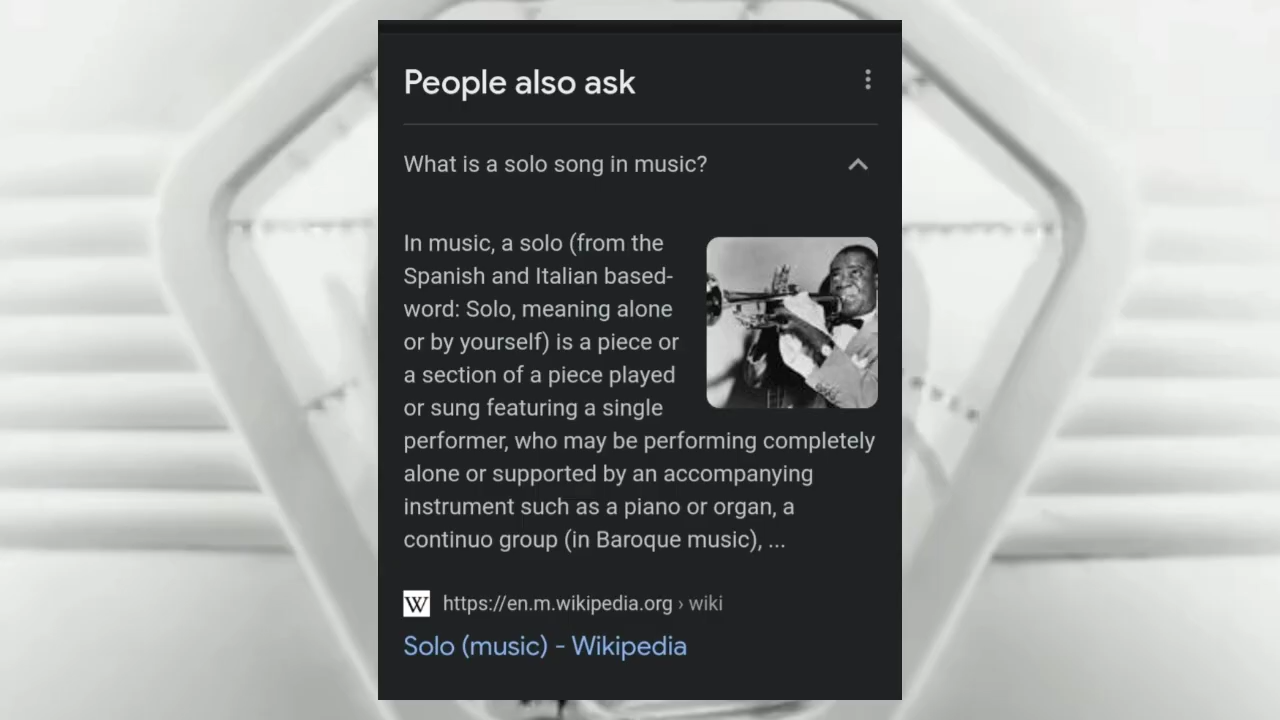 People also ask
What is a solo song in music?
In music, a solo (from the
Spanish and Italian based-
word: Solo, meaning alone
or by yourself) is a piece or
a section of a piece played
or sung featuring a single
performer, who may be performing completely
alone or supported by an accompanying
instrument such as a piano or organ, a
continuo group (in Baroque music), ...
W https://en.m.wikipedia.org › wiki
Solo (music) - Wikipedia